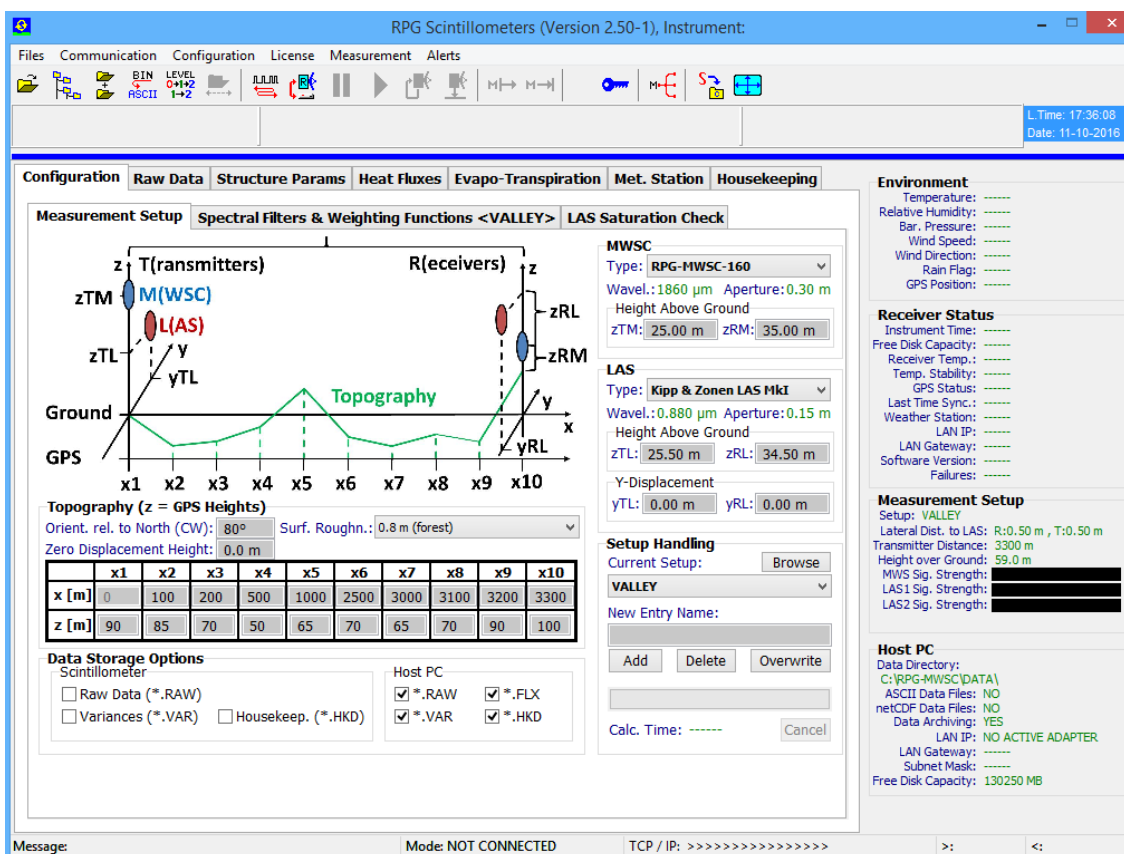 RPG Scintillometers (Version 2.50-1), Instrument:
Files Communication Configuration License Measurement Alerts
BIN ASCII LEVEL 0→1→2 1→2 R M M M S
L.Time: 17:36:08
Date: 11-10-2016
Configuration Raw Data Structure Params Heat Fluxes Evapo-Transpiration Met. Station Housekeeping
Measurement Setup Spectral Filters & Weighting Functions <VALLEY> LAS Saturation Check
z T(ransmitters) R(eceivers) z
zTM M(WSC)
zRL
L(AS)
zTL y
zRM
yTL
Topography
Ground
y
x
yRL
GPS
x1 x2 x3 x4 x5 x6 x7 x8 x9 x10
Topography (z = GPS Heights)
Orient. rel. to North (CW): 80° Surf. Roughn.: 0.8 m (forest)
Zero Displacement Height: 0.0 m
x1 x2 x3 x4 x5 x6 x7 x8 x9 x10
x [m] 0 100 200 500 1000 2500 3000 3100 3200 3300
z [m] 90 85 70 50 65 70 65 70 90 100
Data Storage Options
Scintillometer
Raw Data (*.RAW)
Variances (*.VAR) Housekeep. (*.HKD)
Host PC
*.RAW *.FLX
*.VAR *.HKD
MWSC
Type: RPG-MWSC-160
Wavel.: 1860 µm Aperture: 0.30 m
Height Above Ground
zTM: 25.00 m zRM: 35.00 m
LAS
Type: Kipp & Zonen LAS MkI
Wavel.: 0.880 µm Aperture: 0.15 m
Height Above Ground
zTL: 25.50 m zRL: 34.50 m
Y-Displacement
yTL: 0.00 m yRL: 0.00 m
Setup Handling
Current Setup: Browse
VALLEY
New Entry Name:
Add Delete Overwrite
Calc. Time: ------ Cancel
Environment
Temperature: ------
Relative Humidity: ------
Bar. Pressure: ------
Wind Speed: ------
Wind Direction: ------
Rain Flag: ------
GPS Position: ------
Receiver Status
Instrument Time: ------
Free Disk Capacity: ------
Receiver Temp.: ------
Temp. Stability: ------
GPS Status: ------
Last Time Sync.: ------
Weather Station: ------
LAN IP: ------
LAN Gateway: ------
Software Version: ------
Failures: ------
Measurement Setup
Setup: VALLEY
Lateral Dist. to LAS: R:0.50 m , T:0.50 m
Transmitter Distance: 3300 m
Height over Ground: 59.0 m
MWS Sig. Strength:
LAS1 Sig. Strength:
LAS2 Sig. Strength:
Host PC
Data Directory:
C:\RPG-MWSC\DATA\
ASCII Data Files: NO
netCDF Data Files: NO
Data Archiving: YES
LAN IP: NO ACTIVE ADAPTER
LAN Gateway: ------
Subnet Mask: ------
Free Disk Capacity: 130250 MB
Message: Mode: NOT CONNECTED TCP / IP: >>>>>>>>>>>>>>>> >: <: